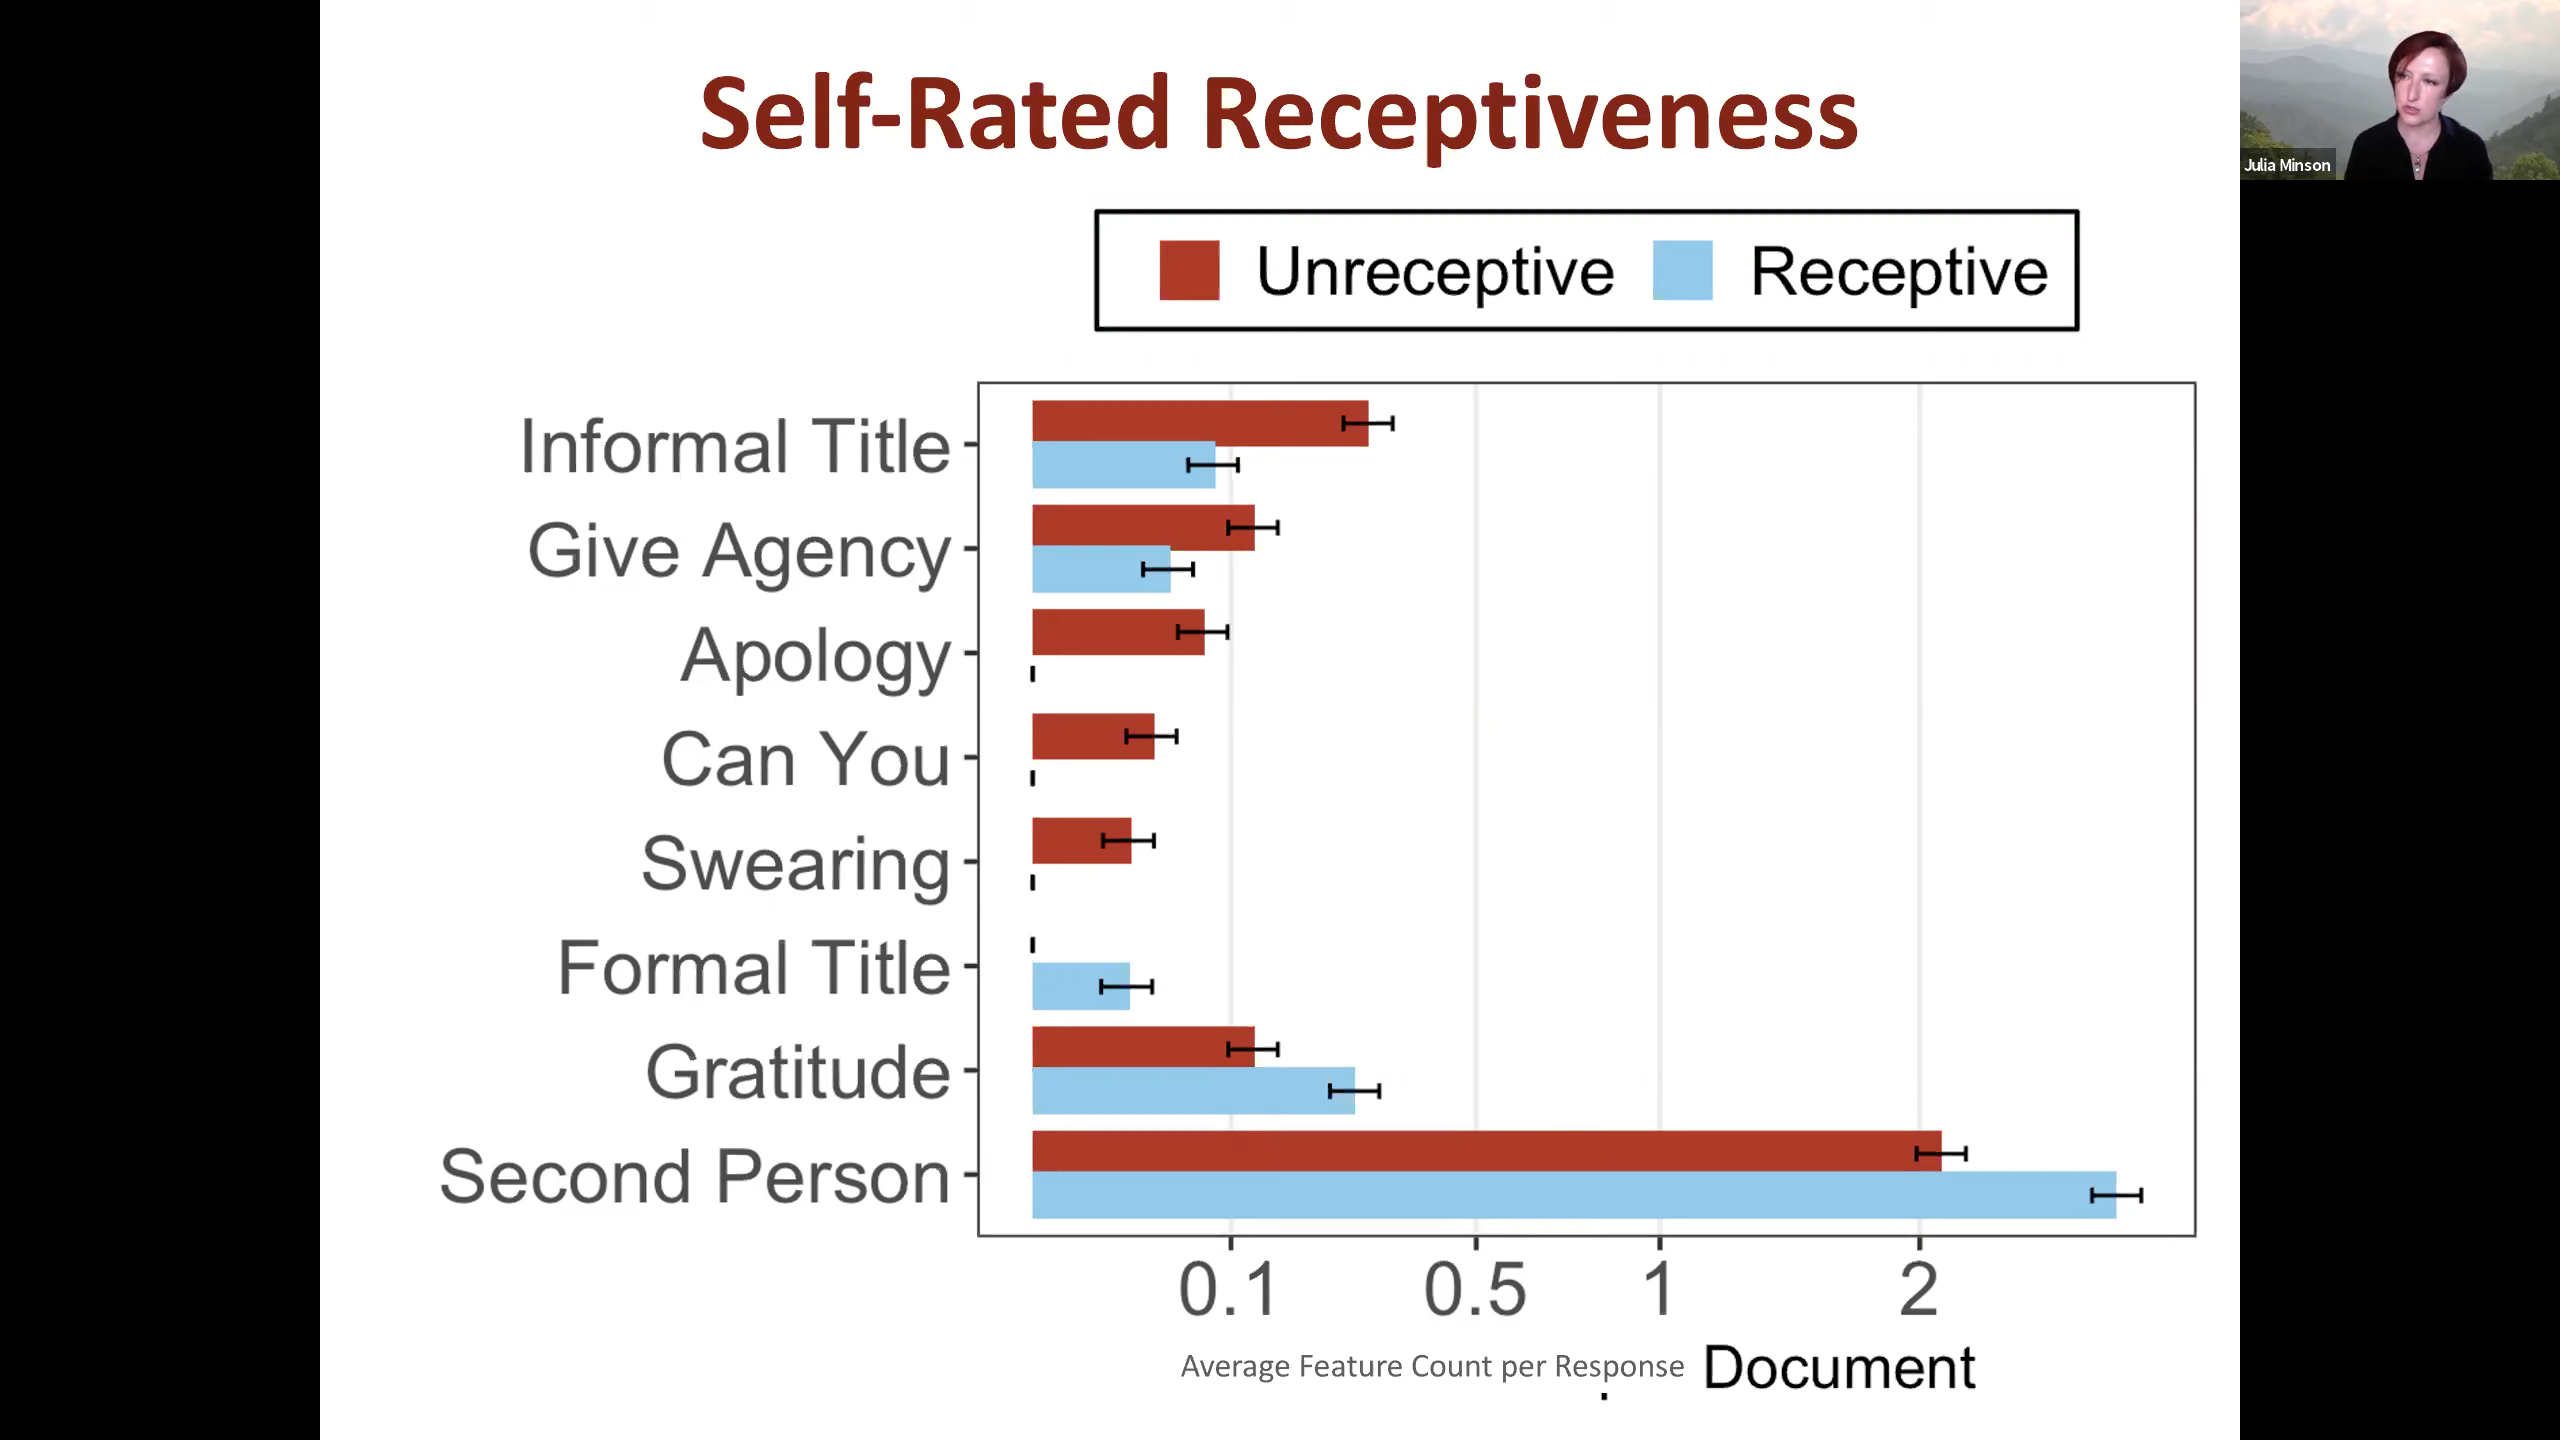 Self-Rated Receptiveness
Julia Minson
Unreceptive Receptive
Informal Title
Give Agency
Apology
Can You
Swearing
Formal Title
Gratitude
Second Person
0.1 0.5 1 2
Average Feature Count per Response Document